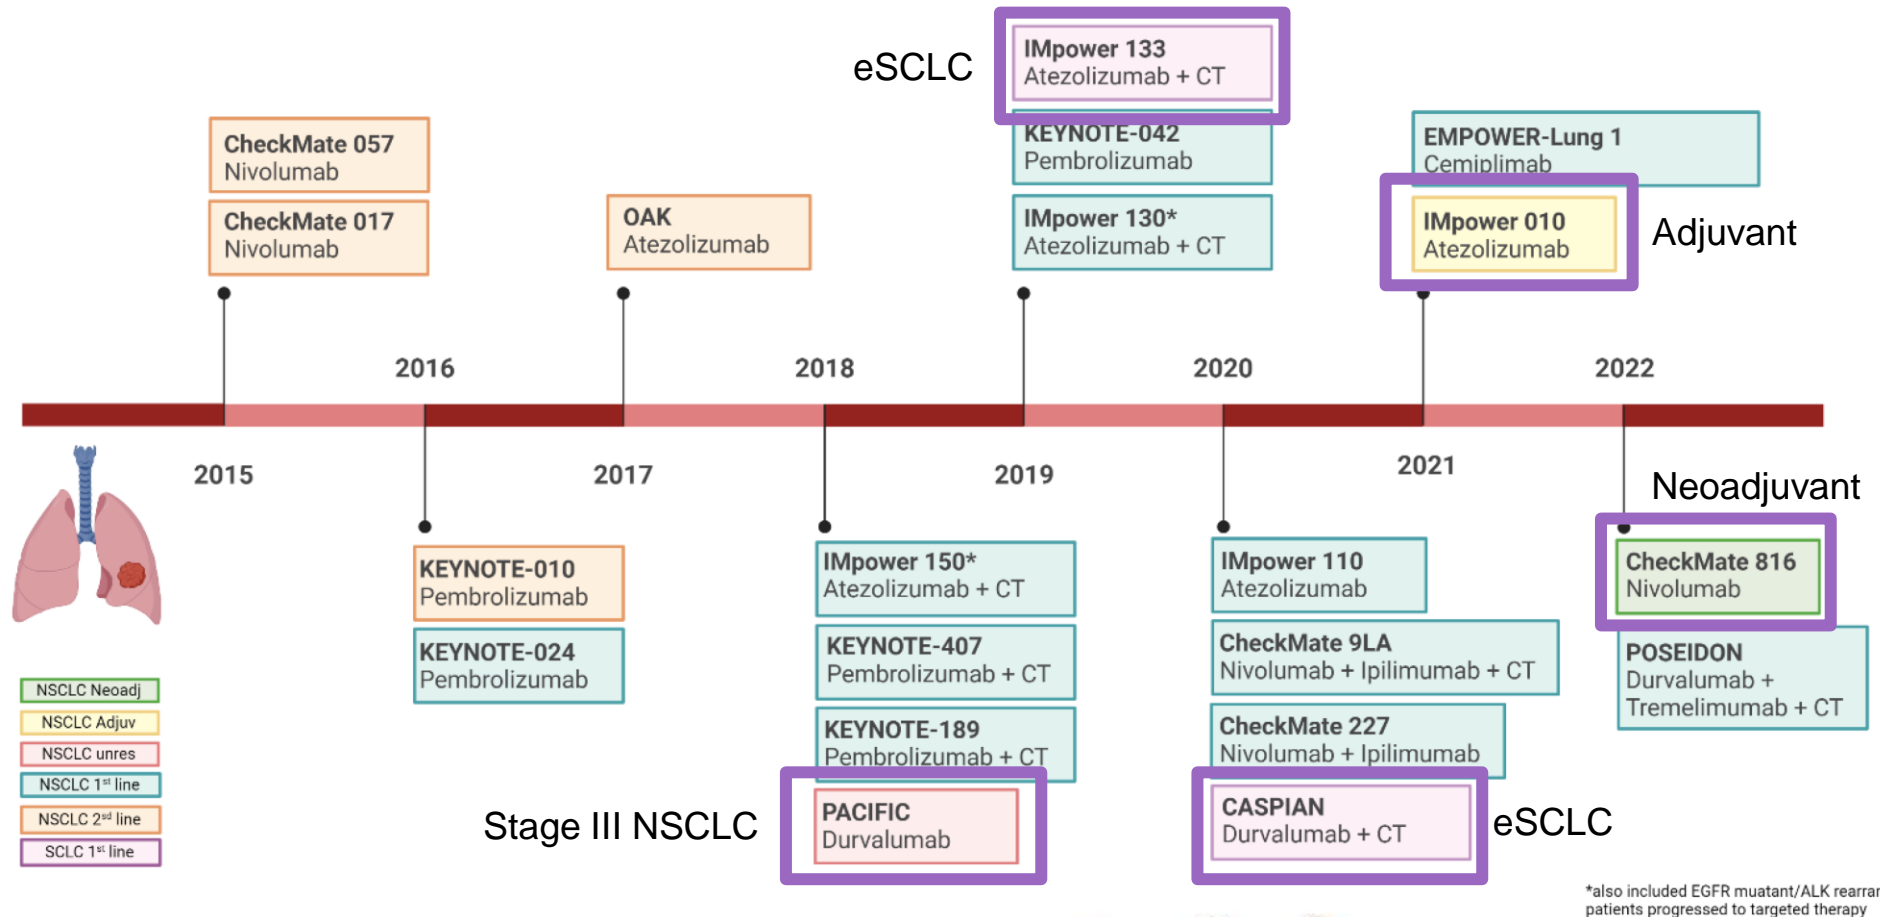 eSCLC
IMpower 133
Atezolizumab + CT
KEYNOTE-042
Pembrolizumab
IMpower 130*
Atezolizumab + CT
CheckMate 057
Nivolumab
CheckMate 017
Nivolumab
OAK
Atezolizumab
EMPOWER-Lung 1
Cemiplimab
IMpower 010
Atezolizumab
Adjuvant
2016
2018
2020
2022
2015
2017
2019
2021
Neoadjuvant
KEYNOTE-010
Pembrolizumab
KEYNOTE-024
Pembrolizumab
IMpower 150*
Atezolizumab + CT
KEYNOTE-407
Pembrolizumab + CT
KEYNOTE-189
Pembrolizumab + CT
Stage III NSCLC
PACIFIC
Durvalumab
IMpower 110
Atezolizumab
CheckMate 9LA
Nivolumab + Ipilimumab + CT
CheckMate 227
Nivolumab + Ipilimumab
CASPIAN
Durvalumab + CT
eSCLC
CheckMate 816
Nivolumab
POSEIDON
Durvalumab +
Tremelimumab + CT
NSCLC Neoadj
NSCLC Adjuv
NSCLC unres
NSCLC 1st line
NSCLC 2sd line
SCLC 1st line
*also included EGFR muatant/ALK rearran
patients progressed to targeted therapy